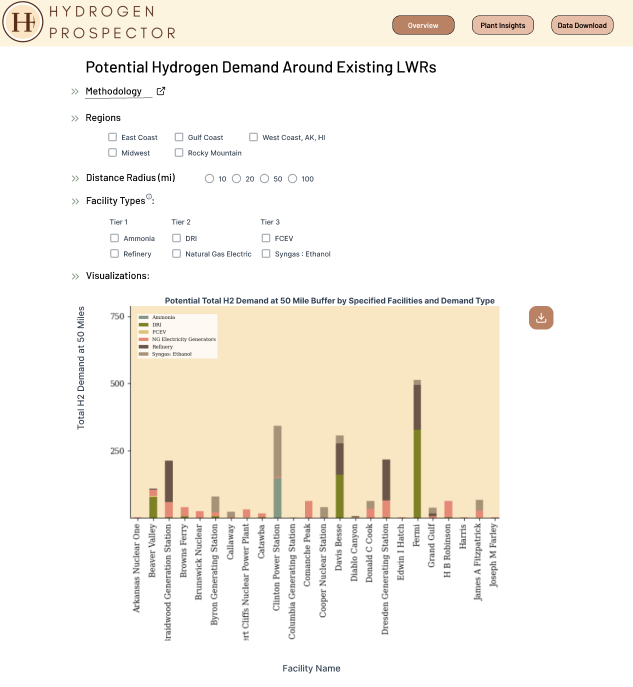 HYDROGEN
PROSPECTOR
H
Overview
Plant Insights
Data Download
Potential Hydrogen Demand Around Existing LWRs
Methodology
Regions
East Coast
Gulf Coast
West Coast, AK, HI
Midwest
Rocky Mountain
Distance Radius (mi)
10
20
50
100
Facility Types :
Tier 1
Tier 2
Tier 3
Ammonia
DRI
FCEV
Refinery
Natural Gas Electric
Syngas : Ethanol
Visualizations:
Potential Total H2 Demand at 50 Mile Buffer by Specified Facilities and Demand Type
Total H2 Demand at 50 Miles
750
500
250
Ammonia
DRI
FCEV
NG Electricity Generators
Refinery
Syngas: Ethanol
Arkansas Nuclear One
Beaver Valley
raidwood Generation Station
Browns Ferry
Brunswick Nuclear
Byron Generating Station
Callaway
ert Cliffs Nuclear Power Plant
Catawba
Clinton Power Station
Columbia Generating Station
Comanche Peak
Cooper Nuclear Station
Davis Besse
Diablo Canyon
Donald C Cook
Dresden Generating Station
Edwin I Hatch
Fermi
Grand Gulf
H B Robinson
Harris
James A Fitzpatrick
Joseph M Farley
Facility Name